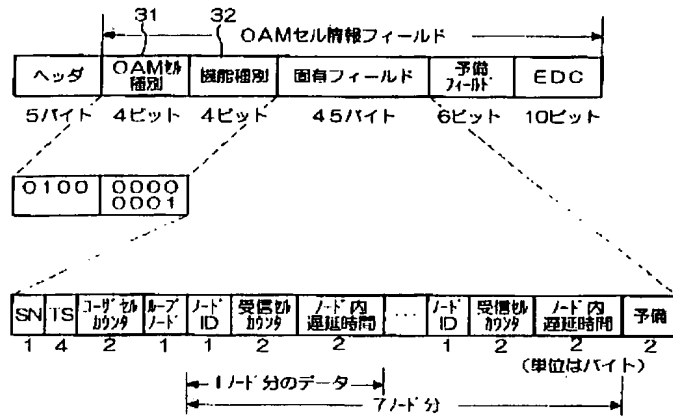 31 32
OAMセル情報フィールド
ヘッダ OAMセル種別 機能種別 固有フィールド 予備フィールド EDC
5バイト 4ビット 4ビット 45バイト 6ビット 10ビット
0100 0000
0001
SN TS ユーザセルカウンタ ループノード ノードID 受信セルカウンタ ノード内遅延時間 ... ノードID 受信セルカウンタ ノード内遅延時間 予備
1 4 2 1 1 2 2 1 2 2 2
(単位はバイト)
1ノード分のデータ
7ノード分